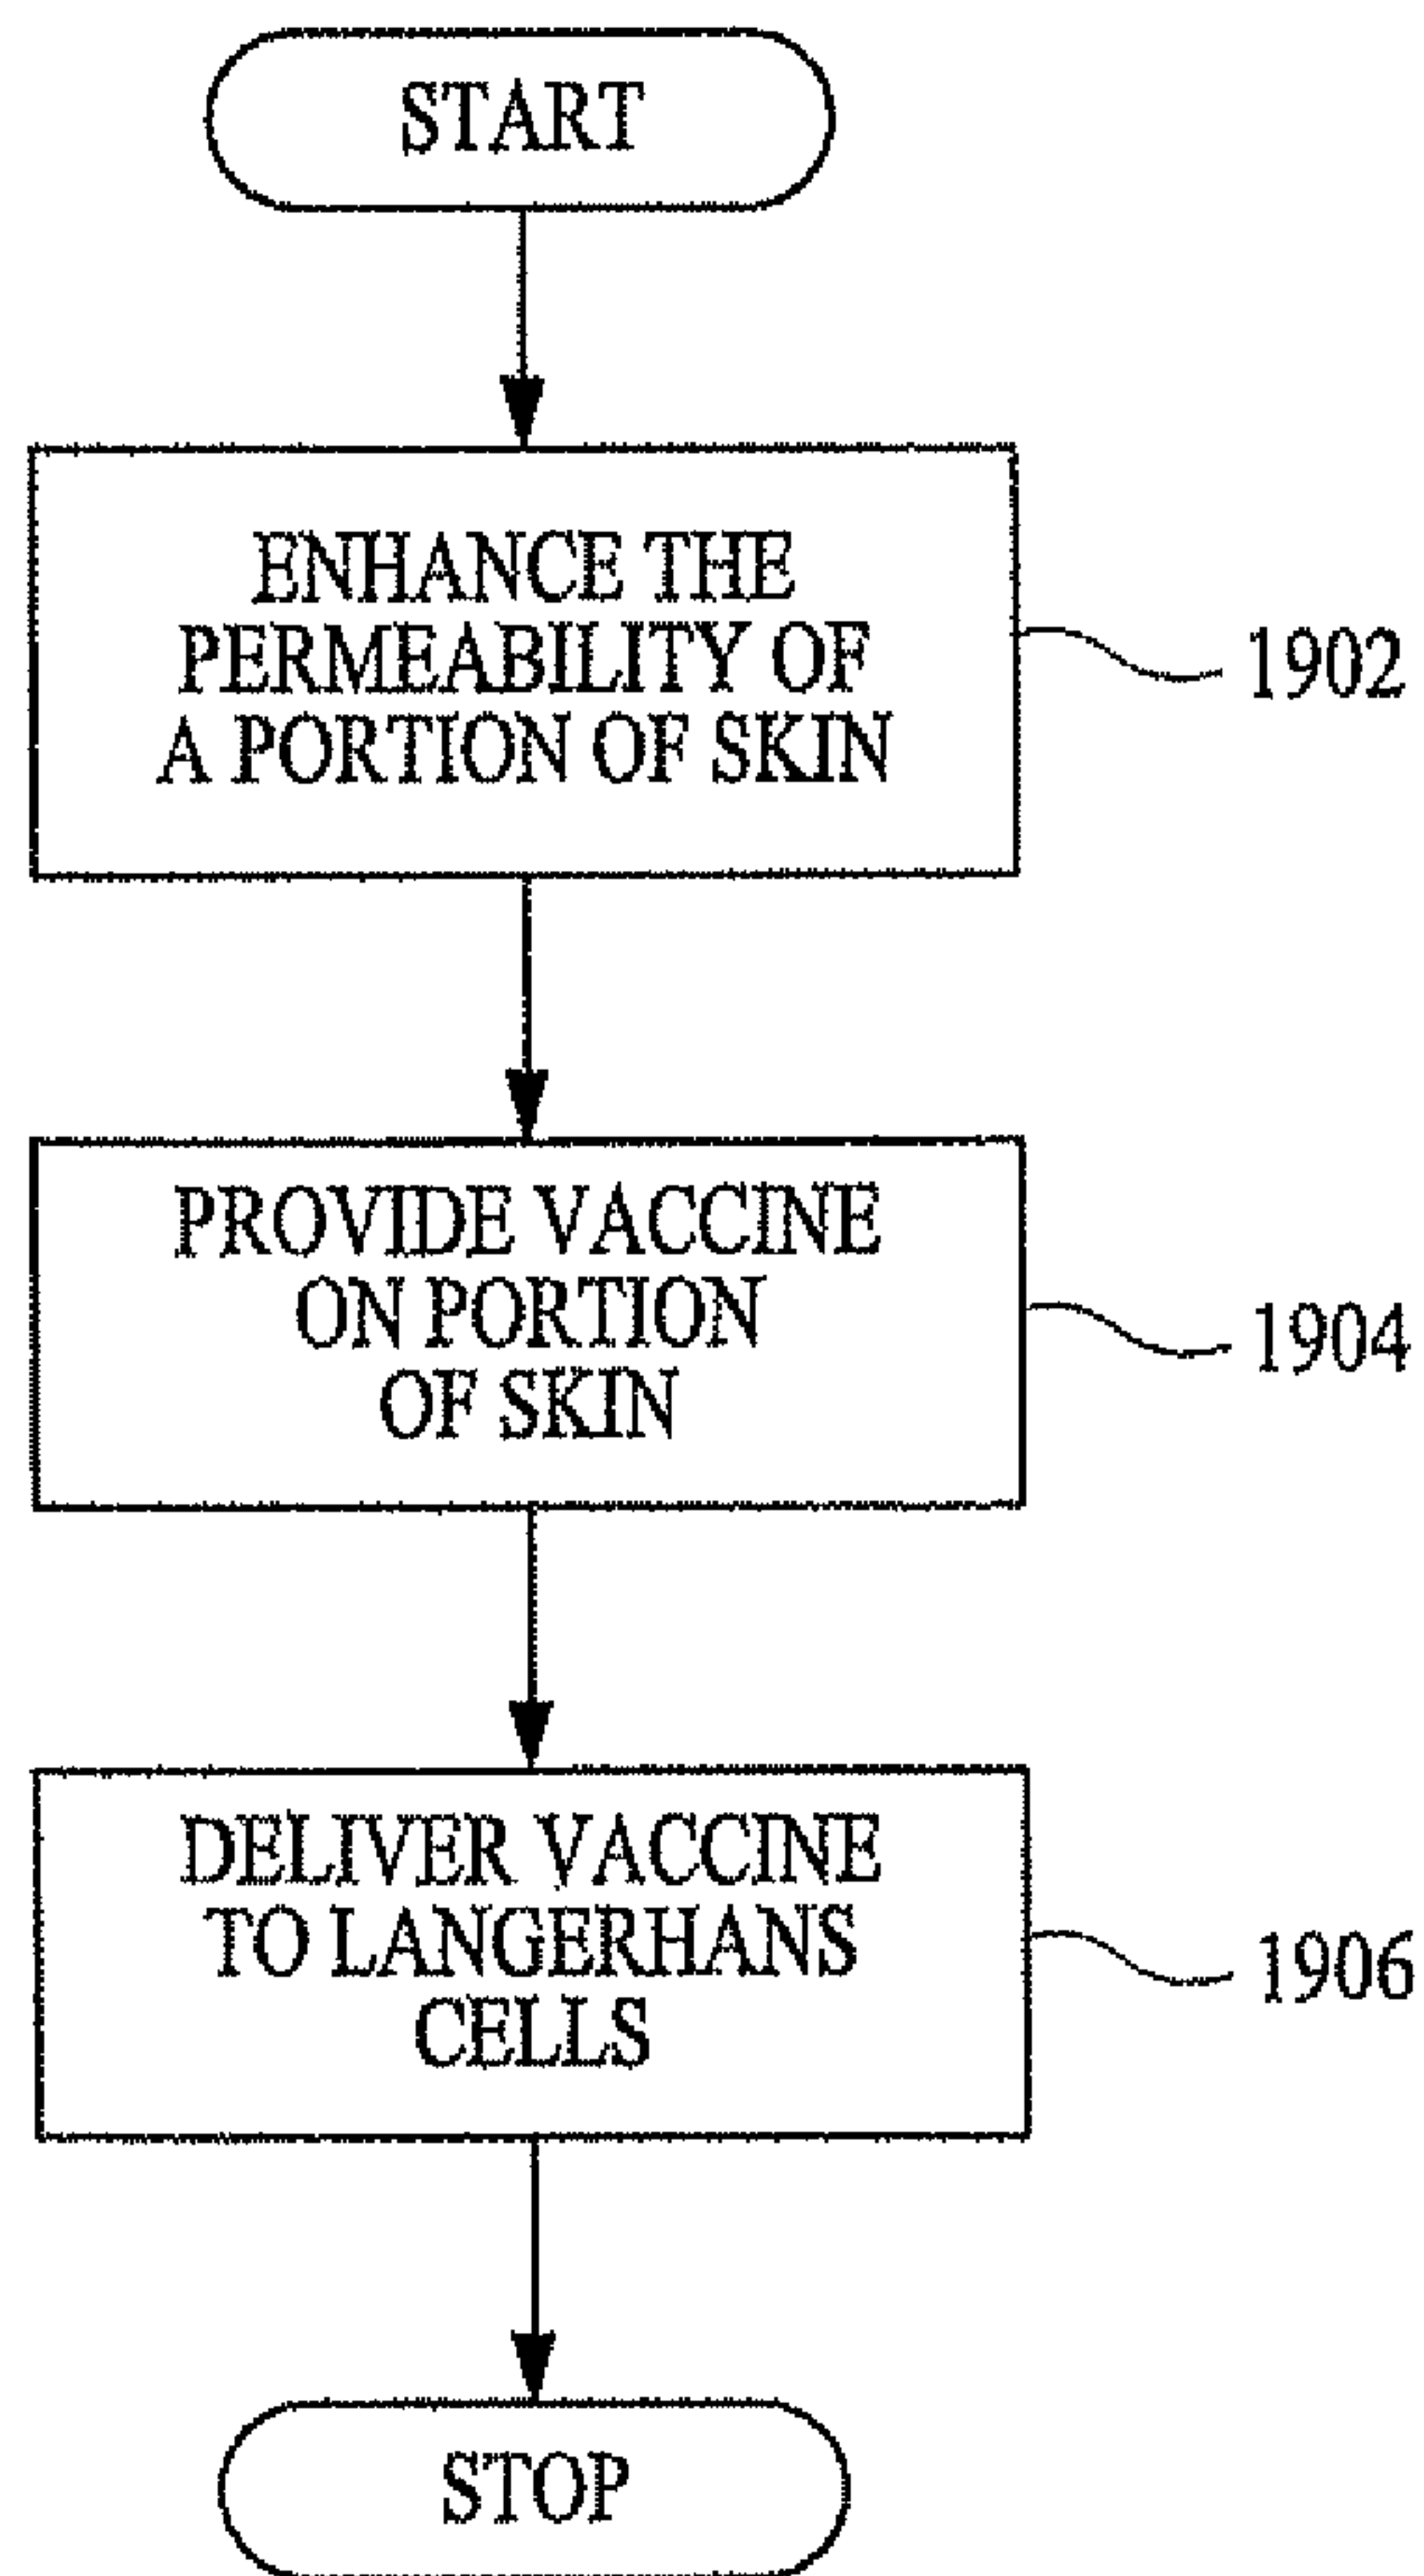 START
ENHANCE THE
PERMEABILITY OF
A PORTION OF SKIN
1902
PROVIDE VACCINE
ON PORTION
OF SKIN
1904
DELIVER VACCINE
TO LANGERHANS
CELLS
1906
STOP